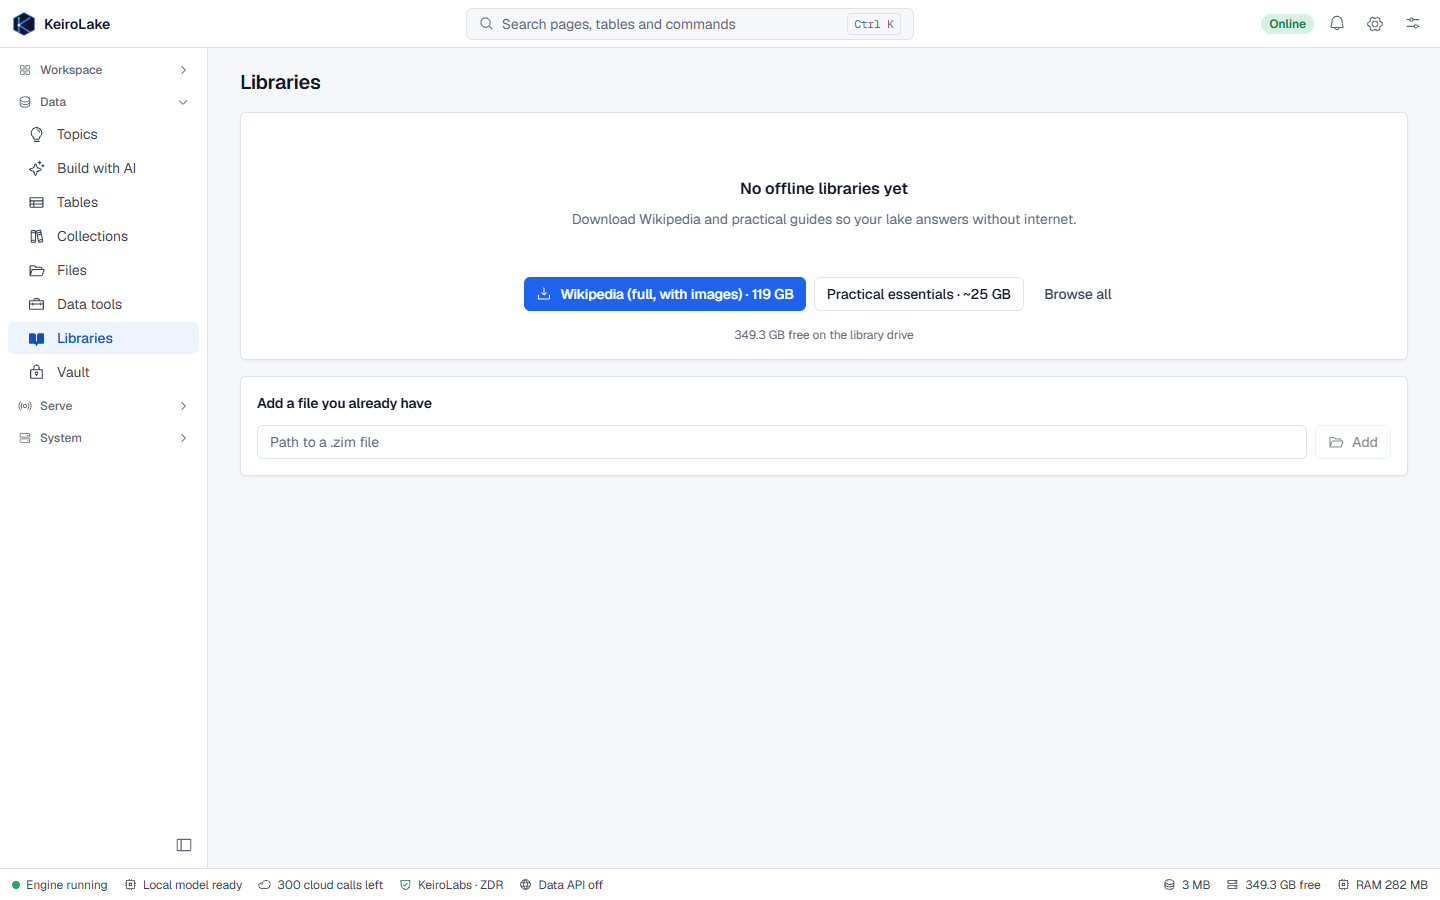 KeiroLake
Search pages, tables and commands
Ctrl K
Online
Workspace
Data
Topics
Build with AI
Tables
Collections
Files
Data tools
Libraries
Vault
Serve
System
Libraries
No offline libraries yet
Download Wikipedia and practical guides so your lake answers without internet.
Wikipedia (full, with images) · 119 GB
Practical essentials · ~25 GB
Browse all
349.3 GB free on the library drive
Add a file you already have
Path to a .zim file
Add
Engine running
Local model ready
300 cloud calls left
KeiroLabs · ZDR
Data API off
3 MB
349.3 GB free
RAM 282 MB